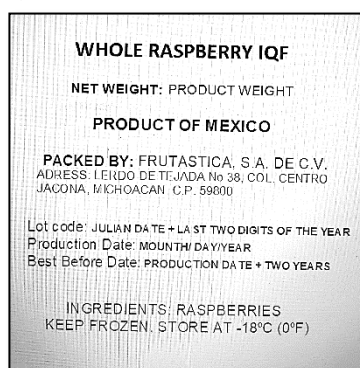 WHOLE RASPBERRY IQF
NET WEIGHT: PRODUCT WEIGHT
PRODUCT OF MEXICO
PACKED BY: FRUTASTICA, S.A. DE C.V.
ADRESS: LERDO DE TEJADA No 38, COL. CENTRO
JACONA, MICHOACAN. C.P. 59800
Lot code: JULIAN DATE + LAST TWO DIGITS OF THE YEAR
Production Date: MOUNTH/ DAY/YEAR
Best Before Date: PRODUCTION DATE + TWO YEARS
INGREDIENTS: RASPBERRIES
KEEP FROZEN. STORE AT -18ºC (0ºF)